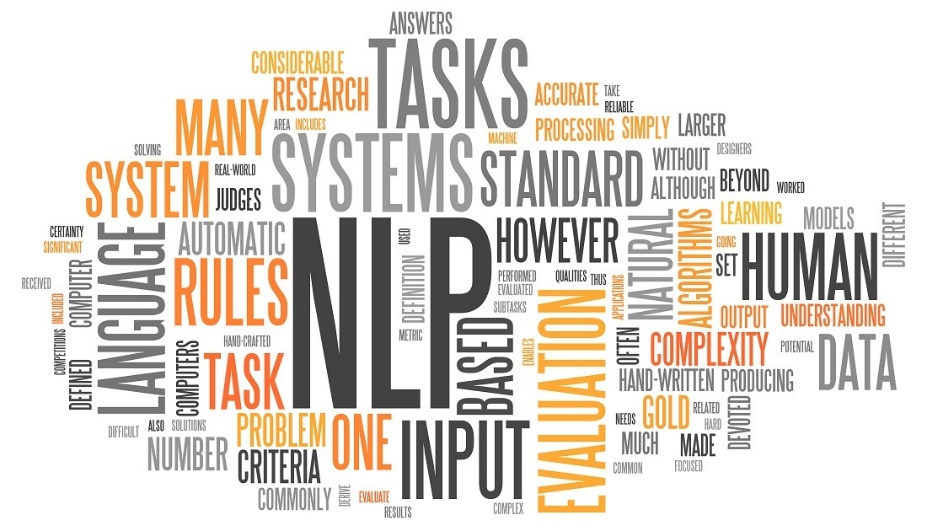 ANSWERS
TASKS
CONSIDERABLE
RESEARCH
ACCURATE
TAKE
RELIABLE
MANY
AREA
INCLUDES
MACHINE
PROCESSING
SIMPLY
LARGER
SOLVING
SYSTEMS
STANDARD
WITHOUT
DESIGNERS
SYSTEM
REAL-WORLD
JUDGES
ALTHOUGH
BEYOND
WORKED
CERTAINTY
SIGNIFICANT
LANGUAGE
AUTOMATIC
NLP
USED
HOWEVER
NATURAL
ALGORITHMS
LEARNING
MODELS
DIFFERENT
GOING
SET
HUMAN
RECEIVED
INCLUDED
COMPUTER
RULES
DEFINITION
METRIC
PERFORMED
EVALUATED
SUBTASKS
QUALITIES
THUS
APPLICATIONS
OUTPUT
UNDERSTANDING
COMPETITIONS
DEFINED
HAND-CRAFTED
COMPUTERS
TASK
BASED
ENABLES
EVALUATION
OFTEN
COMPLEXITY
POTENTIAL
DATA
HAND-WRITTEN
PRODUCING
DIFFICULT
ALSO
SOLUTIONS
PROBLEM
ONE
INPUT
NEEDS
GOLD
RELATED
HARD
DEVOTED
NUMBER
CRITERIA
MUCH
MADE
COMMON
FOCUSED
COMMONLY
DERIVE
EVALUATE
RESULTS
COMPLEX